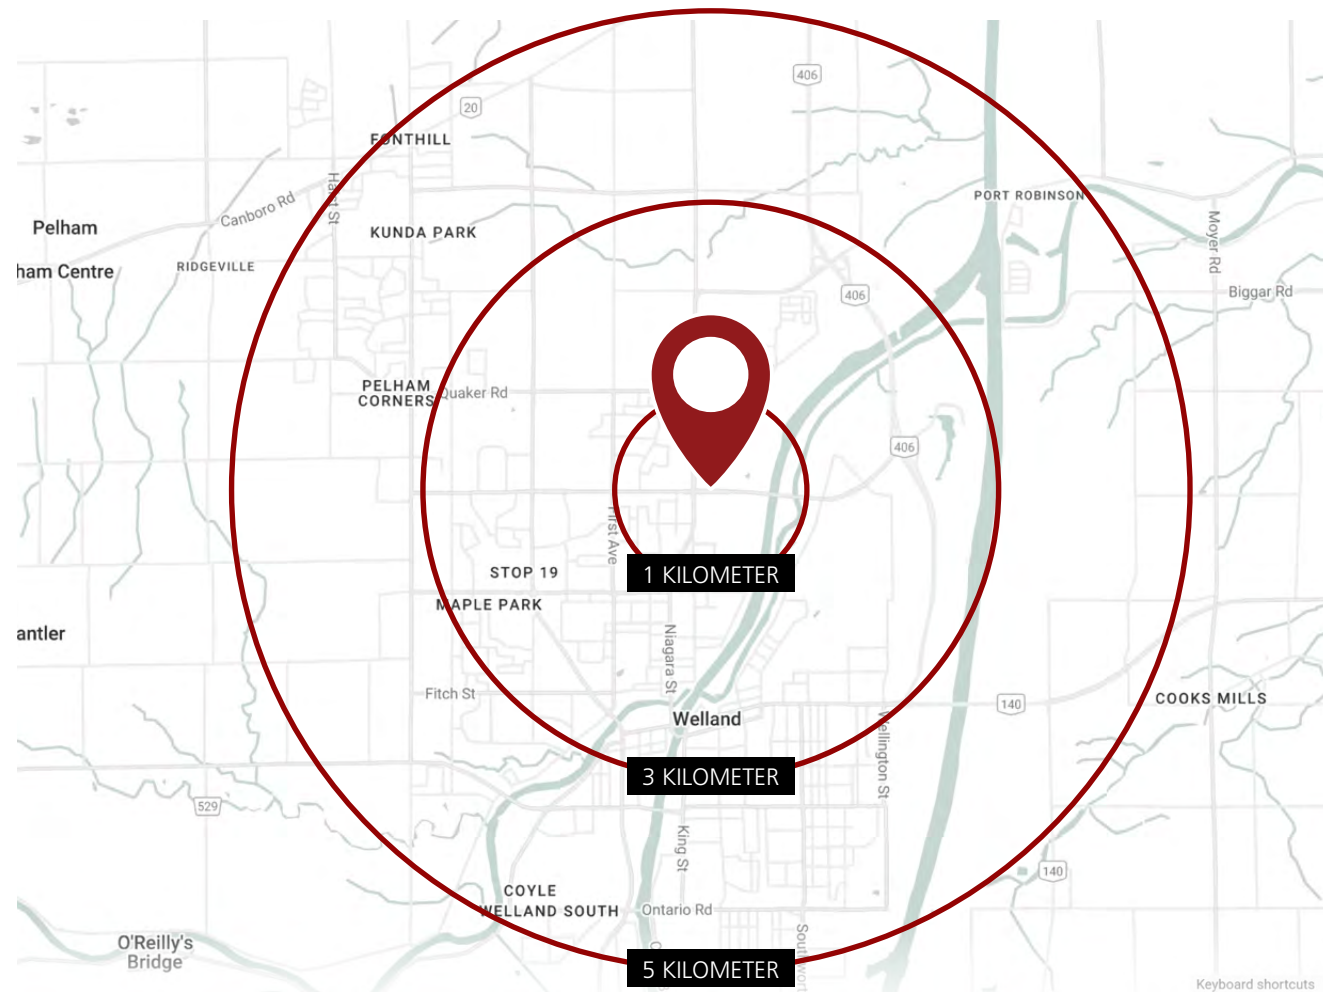 406
20
FONTHILL
Haist St
Canboro Rd
PORT ROBINSON
Pelham
KUNDA PARK
Moyer Rd
ham Centre
RIDGEVILLE
406
Biggar Rd
PELHAM
CORNERS
Quaker Rd
406
First Ave
STOP 19
1 KILOMETER
MAPLE PARK
antler
Niagara St
Fitch St
COOKS MILLS
140
Welland
Wellington St
3 KILOMETER
529
King St
140
COYLE
WELLAND SOUTH
Ontario Rd
O'Reilly's
Bridge
5 KILOMETER
Keyboard shortcuts